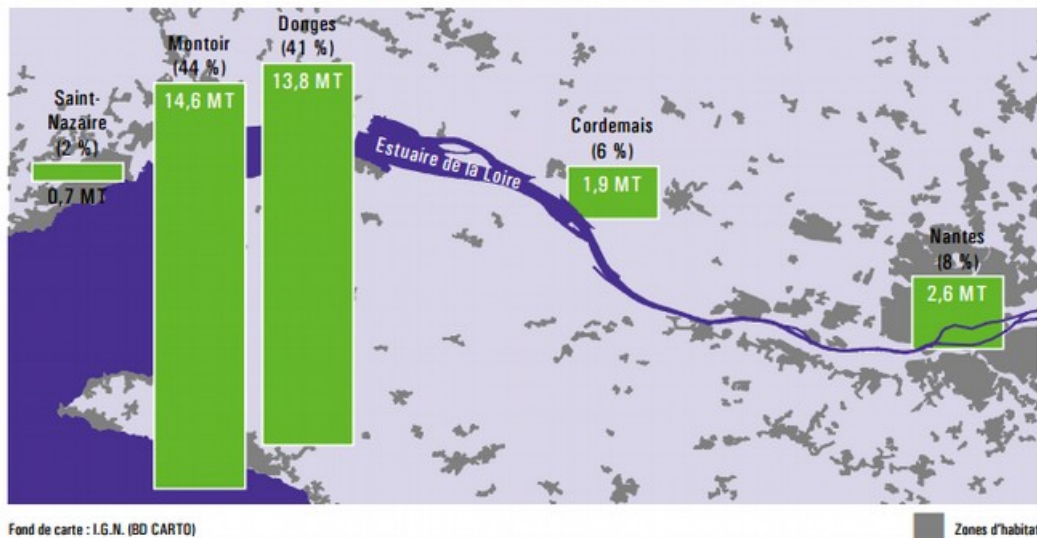 Saint-
Nazaire
(2 %)
0,7 MT
Montoir
(44 %)
14,6 MT
Donges
(41 %)
13,8 MT
Estuaire de la Loire
Cordemais
(6 %)
1,9 MT
Nantes
(8 %)
2,6 MT
Fond de carte : I.G.N. (BD CARTO)
Zones d'habitat